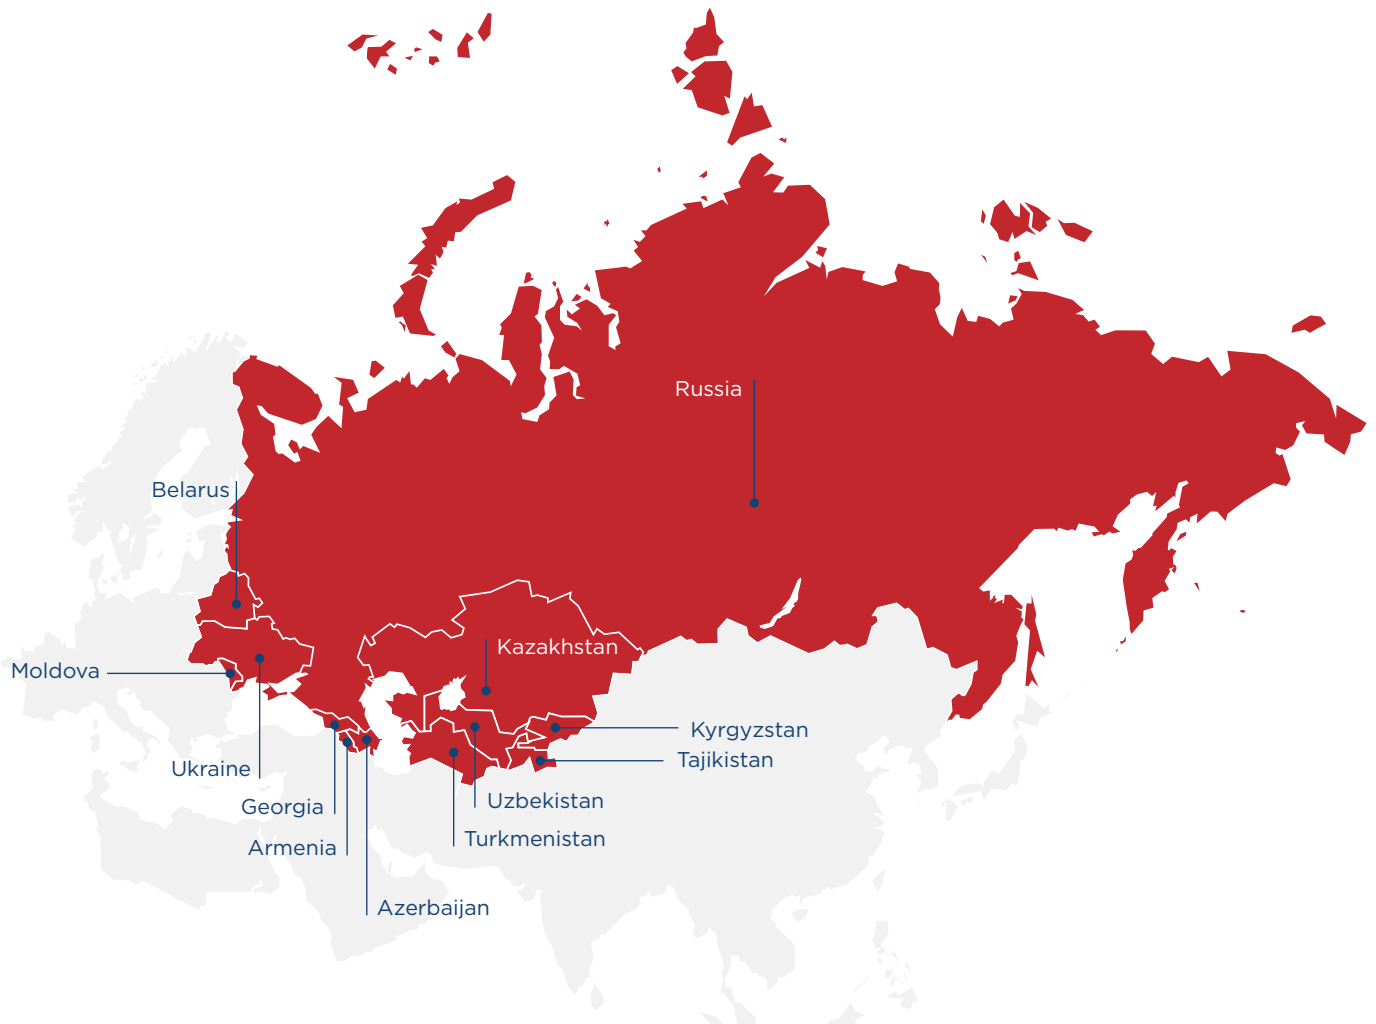 Russia
Belarus
Kazakhstan
Moldova
Kyrgyzstan
Tajikistan
Ukraine
Uzbekistan
Georgia
Turkmenistan
Armenia
Azerbaijan